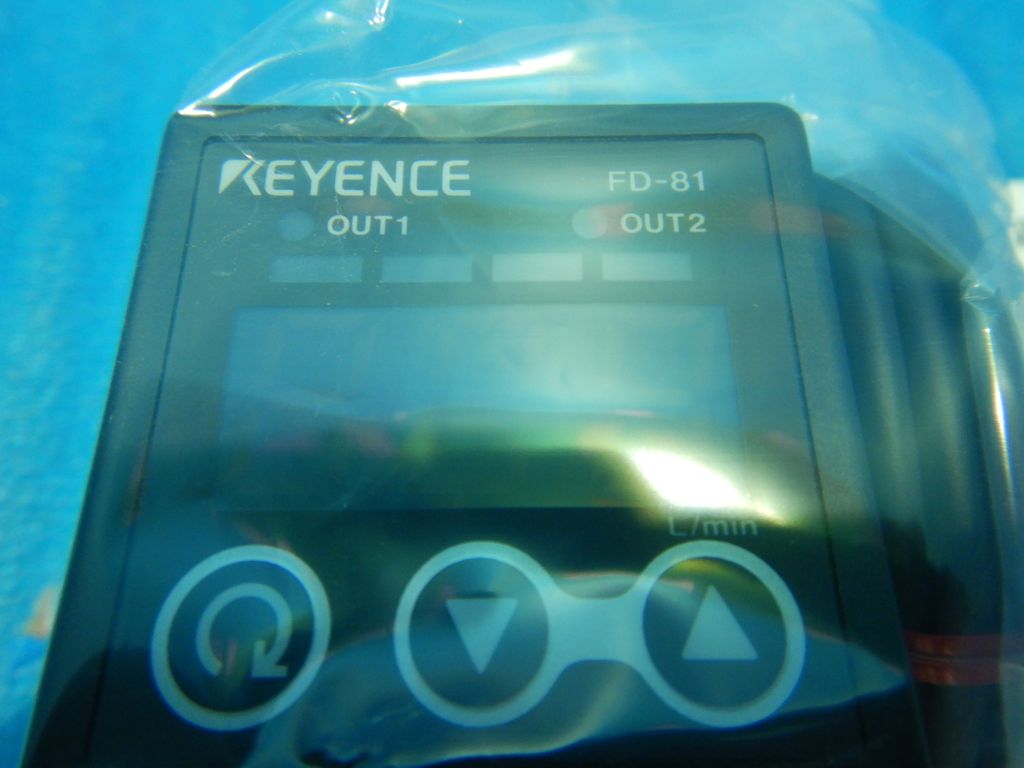 KEYENCE FD-81
OUT1 OUT2
L/min